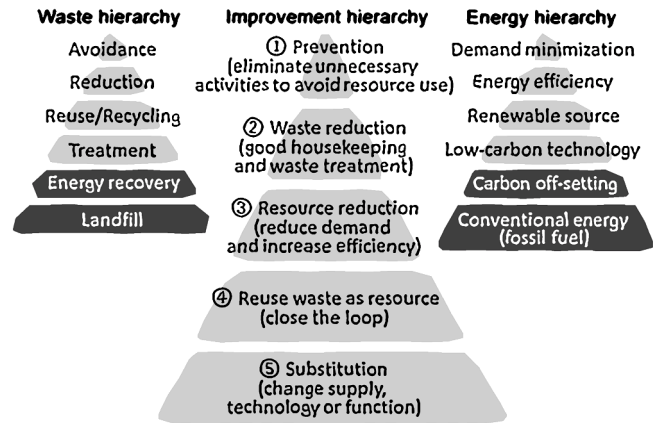 Waste hierarchy
Avoidance
Reduction
Reuse/Recycling
Treatment
Energy recovery
Landfill
Improvement hierarchy
① Prevention
(eliminate unnecessary
activities to avoid resource use)
② Waste reduction
(good housekeeping
and waste treatment)
③ Resource reduction
(reduce demand
and increase efficiency)
④ Reuse waste as resource
(close the loop)
⑤ Substitution
(change supply,
technology or function)
Energy hierarchy
Demand minimization
Energy efficiency
Renewable source
Low-carbon technology
Carbon off-setting
Conventional energy
(fossil fuel)